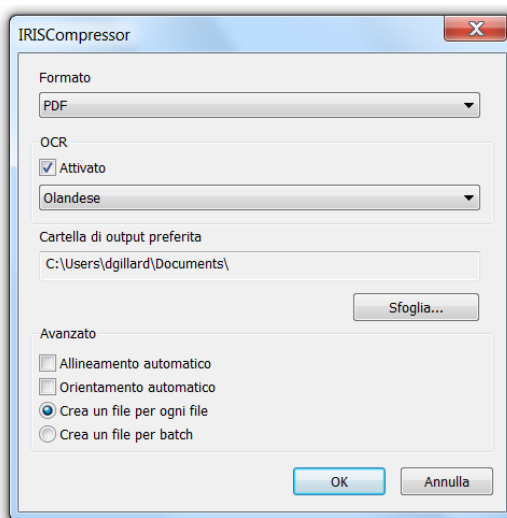 IRISCompressor
Formato
PDF
OCR
Attivato
Olandese
Cartella di output preferita
C:\Users\dgillard\Documents\
Sfoglia...
Avanzato
Allineamento automatico
Orientamento automatico
Crea un file per ogni file
Crea un file per batch
OK Annulla